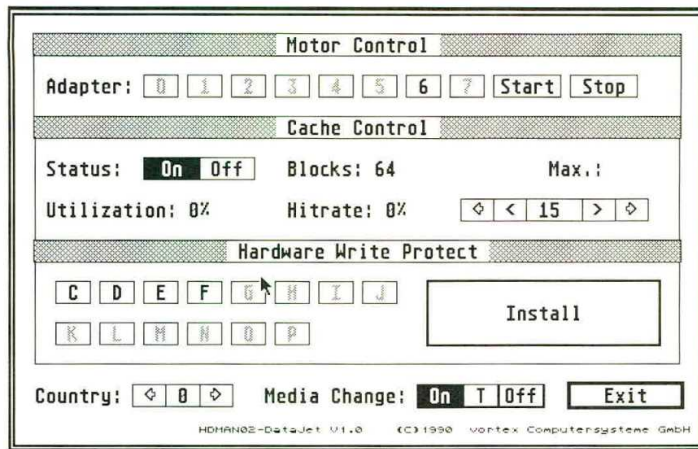 Motor Control
Adapter: 0 1 2 3 4 5 6 7 Start Stop
Cache Control
Status: On Off Blocks: 64 Max.:
Utilization: 0% Hitrate: 0% < 15 >
Hardware Write Protect
C D E F G H I J
Install
K L M N O P
Country: 0 Media Change: On T Off Exit
HDMAN02-DataJet V1.0 (C)1990 vortex Computersysteme GmbH